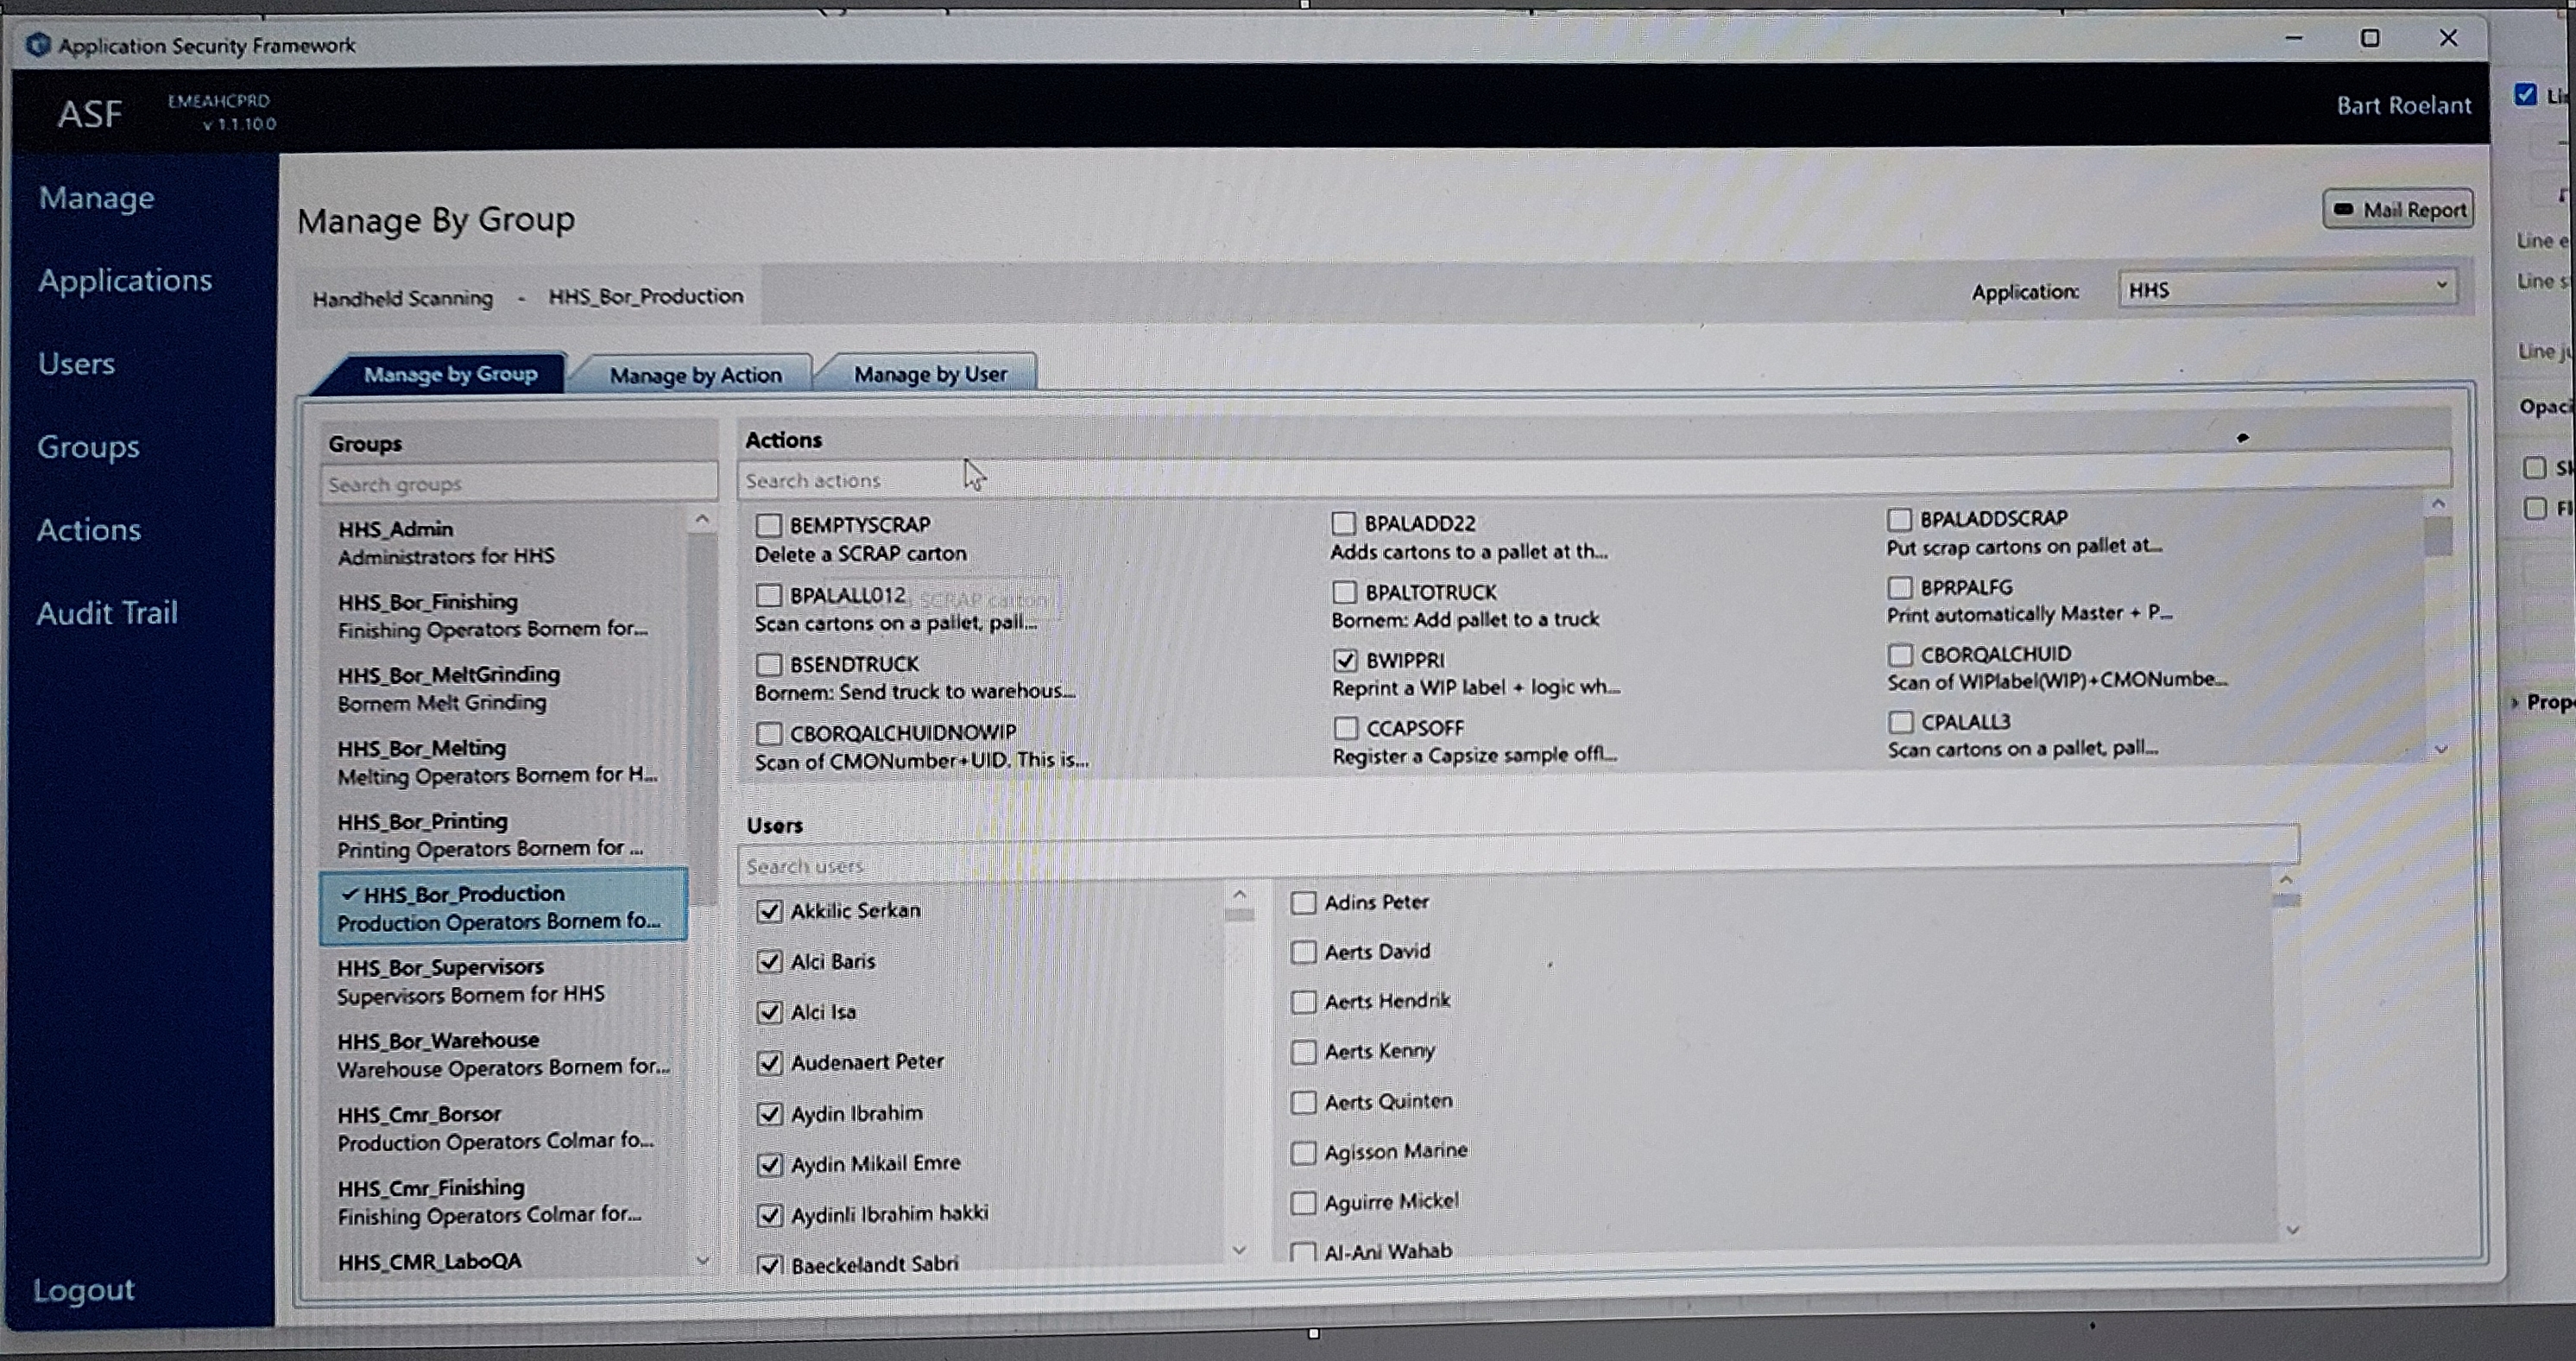 Application Security Framework
ASF
EMEAHCPRD
v 1.1.10.0
Bart Roelant
Manage
Applications
Users
Groups
Actions
Audit Trail
Logout
Manage By Group
Mail Report
Handheld Scanning - HHS_Bor_Production
Application:
HHS
Manage by Group
Manage by Action
Manage by User
Groups
Search groups
HHS_Admin
Administrators for HHS
HHS_Bor_Finishing
Finishing Operators Bornem for...
HHS_Bor_MeltGrinding
Bornem Melt Grinding
HHS_Bor_Melting
Melting Operators Bornem for H...
HHS_Bor_Printing
Printing Operators Bornem for ...
HHS_Bor_Production
Production Operators Bornem fo...
HHS_Bor_Supervisors
Supervisors Bornem for HHS
HHS_Bor_Warehouse
Warehouse Operators Bornem for...
HHS_Cmr_Borsor
Production Operators Colmar fo...
HHS_Cmr_Finishing
Finishing Operators Colmar for...
HHS_CMR_LaboQA
Actions
Search actions
BEMPTYSCRAP
Delete a SCRAP carton
BPALADD22
Adds cartons to a pallet at th...
BPALADDSCRAP
Put scrap cartons on pallet at...
BPALALL012
SCRAP carton
Scan cartons on a pallet, pall...
BPALTOTRUCK
Bornem: Add pallet to a truck
BPRPALFG
Print automatically Master + P...
BSENDTRUCK
Bornem: Send truck to warehous...
BWIPPRI
Reprint a WIP label + logic wh...
CBORQALCHUID
Scan of WIPlabel(WIP)+CMONumbe...
CBORQALCHUIDNOWIP
Scan of CMONumber+UID. This is...
CCAPSOFF
Register a Capsize sample offl...
CPALALL3
Scan cartons on a pallet, pall...
Users
Search users
Akkilic Serkan
Alci Baris
Alci Isa
Audenaert Peter
Aydin Ibrahim
Aydin Mikail Emre
Aydinli Ibrahim hakki
Baeckelandt Sabri
Adins Peter
Aerts David
Aerts Hendrik
Aerts Kenny
Aerts Quinten
Agisson Marine
Aguirre Mickel
Al-Ani Wahab
Line e
Line s
Line j
Opaci
Prop